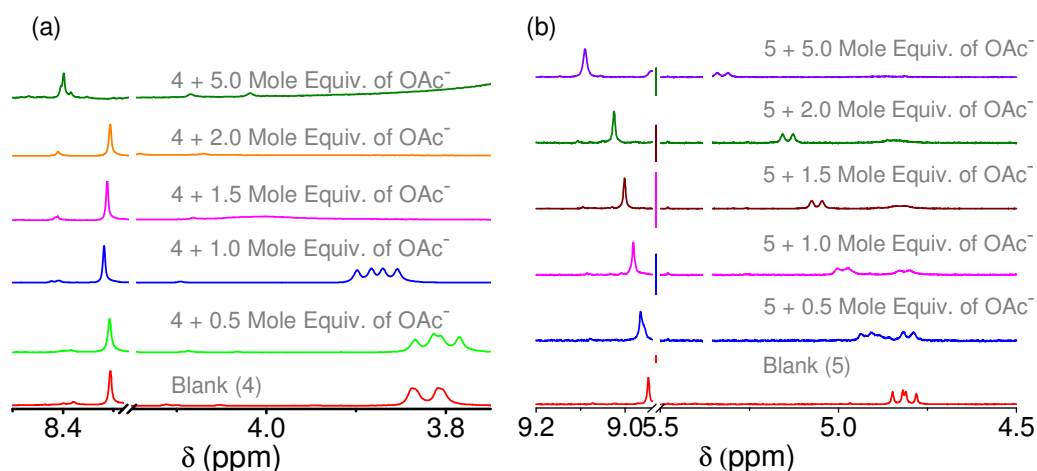 (a)
4 + 5.0 Mole Equiv. of OAc⁻
4 + 2.0 Mole Equiv. of OAc⁻
4 + 1.5 Mole Equiv. of OAc⁻
4 + 1.0 Mole Equiv. of OAc⁻
4 + 0.5 Mole Equiv. of OAc⁻
Blank (4)
8.4 4.0 3.8
δ (ppm)
(b)
5 + 5.0 Mole Equiv. of OAc⁻
5 + 2.0 Mole Equiv. of OAc⁻
5 + 1.5 Mole Equiv. of OAc⁻
5 + 1.0 Mole Equiv. of OAc⁻
5 + 0.5 Mole Equiv. of OAc⁻
Blank (5)
9.2 9.05.5 5.0 4.5
δ (ppm)